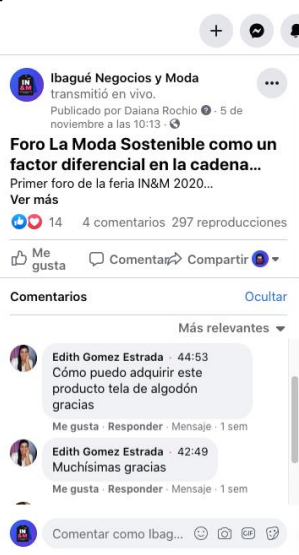 IN
&M
Ibagué Negocios y Moda
transmitió en vivo.
Publicado por Daiana Rochio · 5 de
noviembre a las 10:13 ·
Foro La Moda Sostenible como un
factor diferencial en la cadena...
Primer foro de la feria IN&M 2020...
Ver más
14 4 comentarios 297 reproducciones
Me gusta Comentar Compartir
Comentarios Ocultar
Más relevantes
Edith Gomez Estrada · 44:53
Cómo puedo adquirir este
producto tela de algodón
gracias
Me gusta · Responder · Mensaje · 1 sem
Edith Gomez Estrada · 42:49
Muchísimas gracias
Me gusta · Responder · Mensaje · 1 sem
Comentar como Ibag... GIF